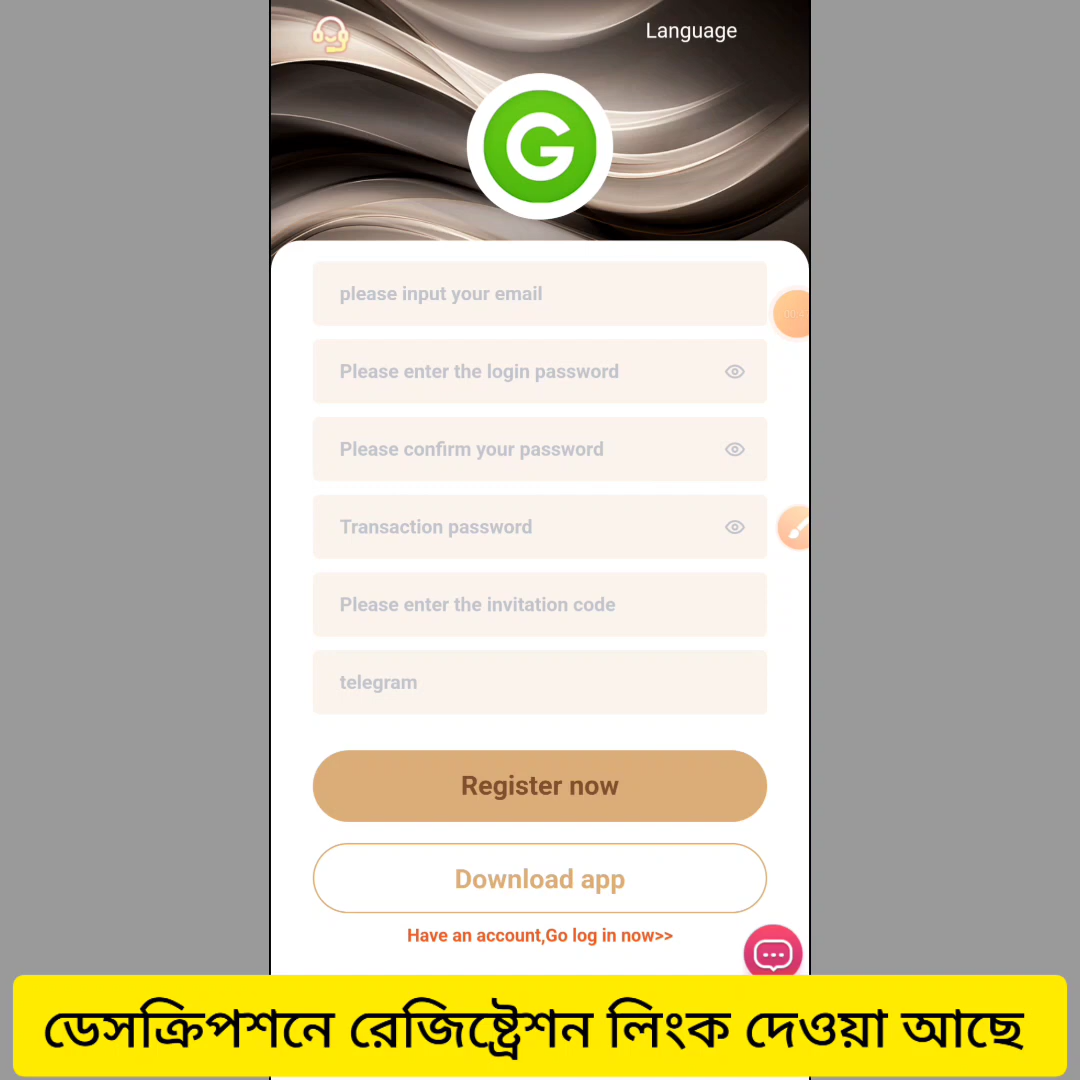 Language
G
please input your email
Please enter the login password
Please confirm your password
Transaction password
Please enter the invitation code
telegram
Register now
Download app
Have an account,Go log in now>>
ডেসক্রিপশনে রেজিষ্ট্রেশন লিংক দেওয়া আছে